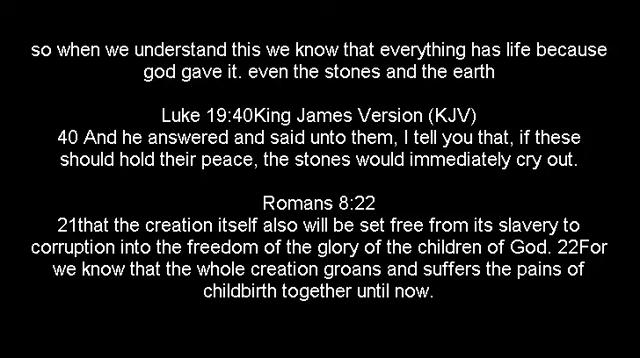 so when we understand this we know that everything has life because
god gave it. even the stones and the earth
Luke 19:40King James Version (KJV)
40 And he answered and said unto them, I tell you that, if these
should hold their peace, the stones would immediately cry out.
Romans 8:22
21that the creation itself also will be set free from its slavery to
corruption into the freedom of the glory of the children of God. 22For
we know that the whole creation groans and suffers the pains of
childbirth together until now.